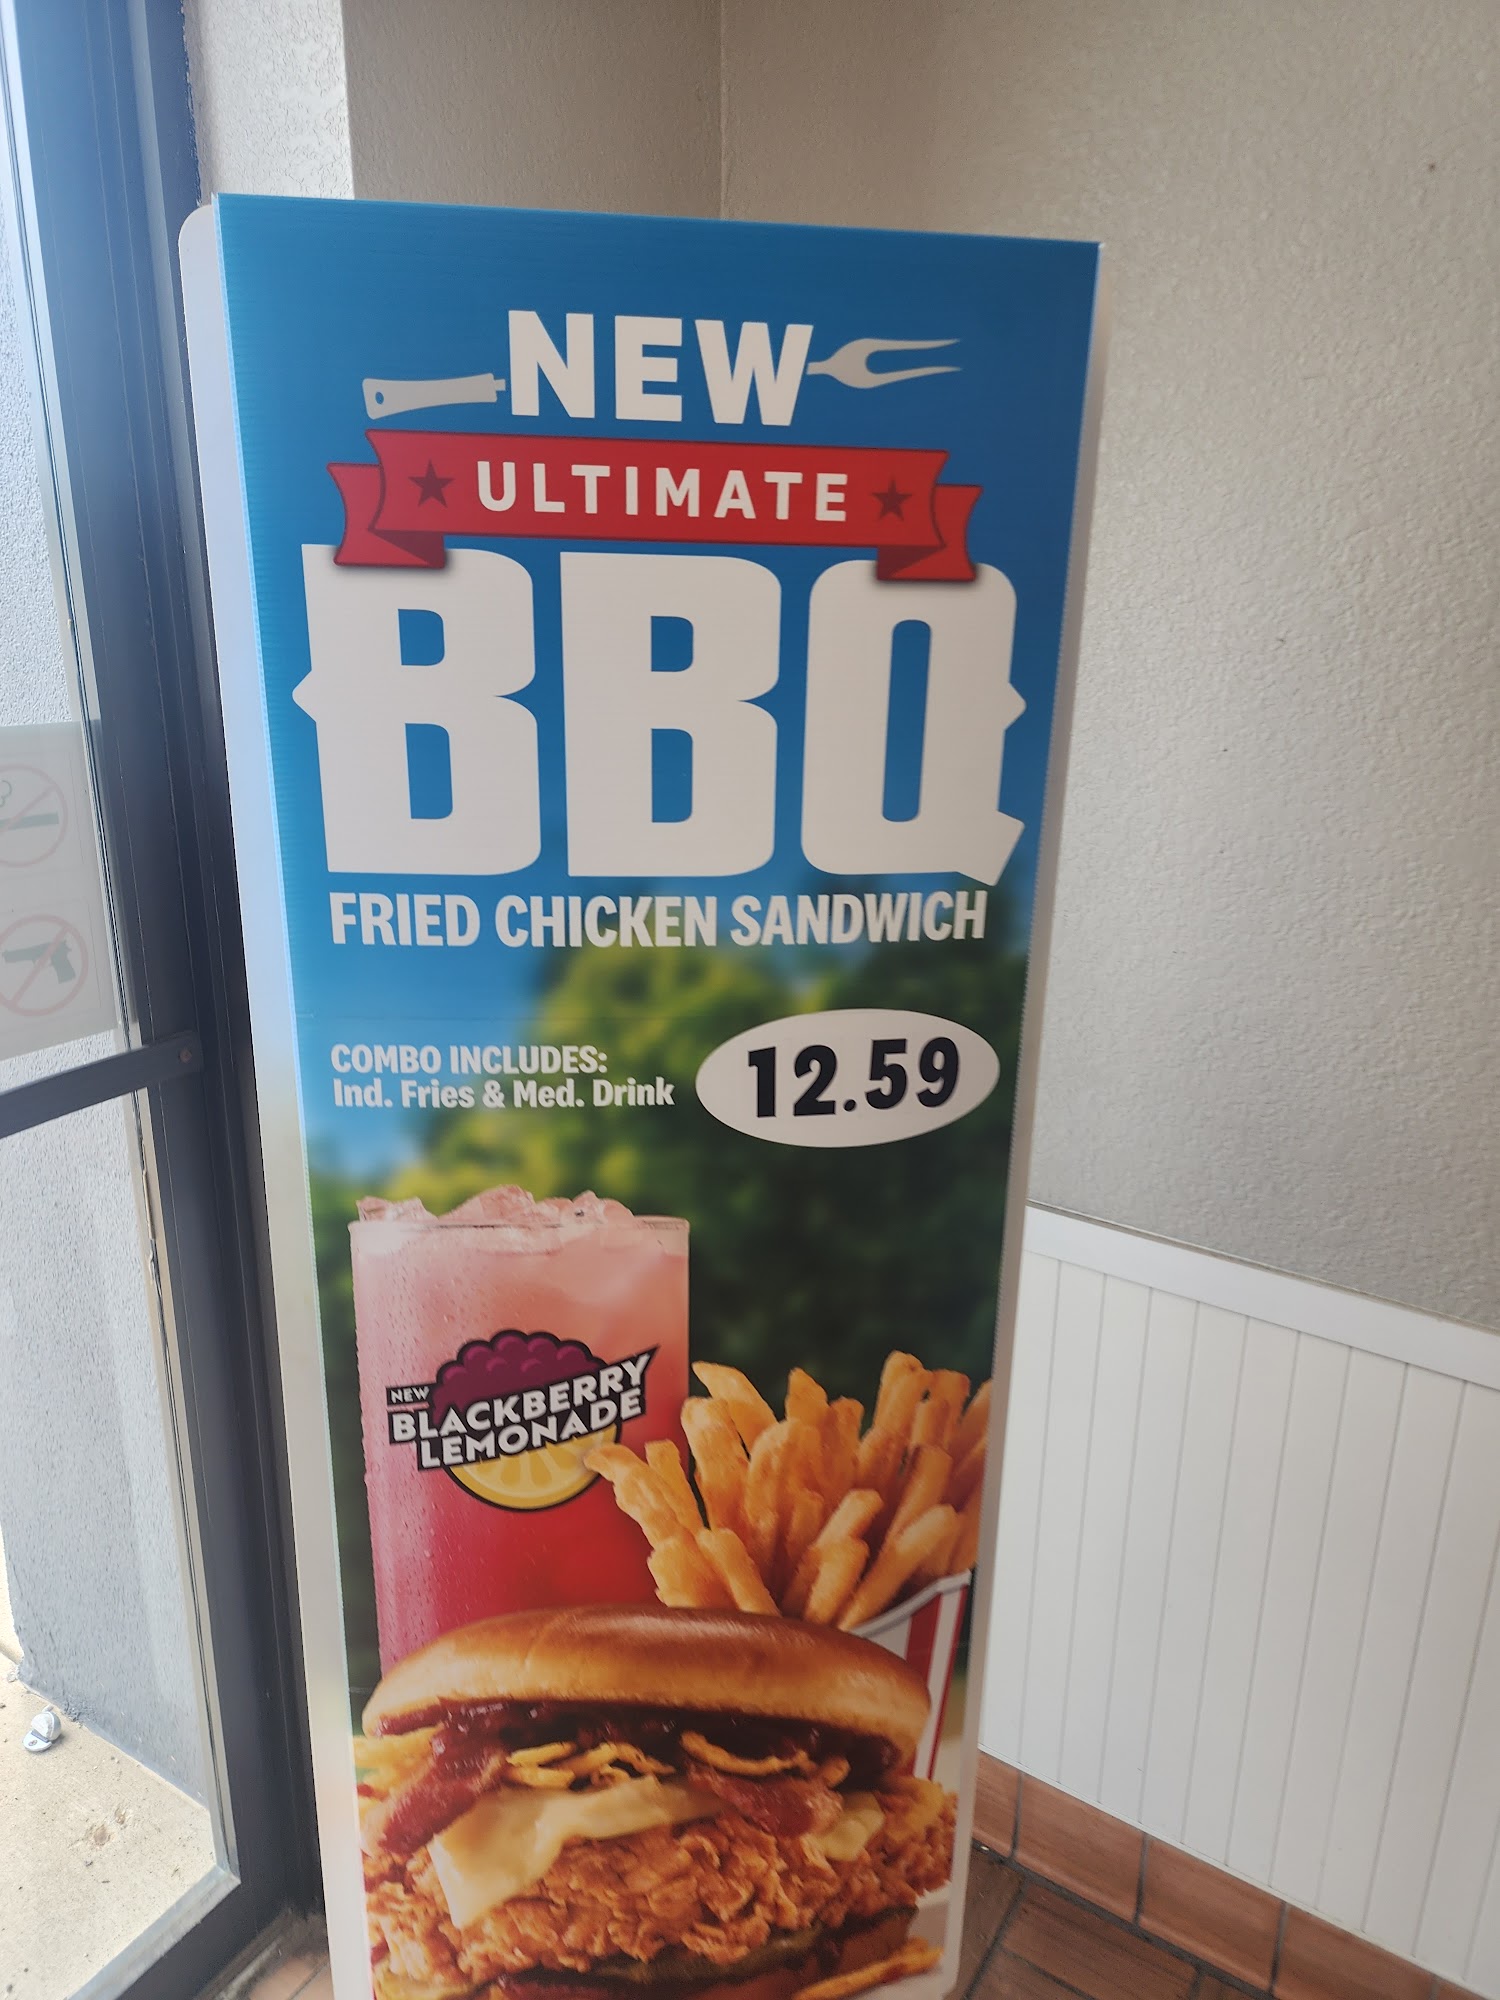 NEW
ULTIMATE
BBQ
FRIED CHICKEN SANDWICH
COMBO INCLUDES:
Ind. Fries & Med. Drink
12.59
NEW
BLACKBERRY
LEMONADE